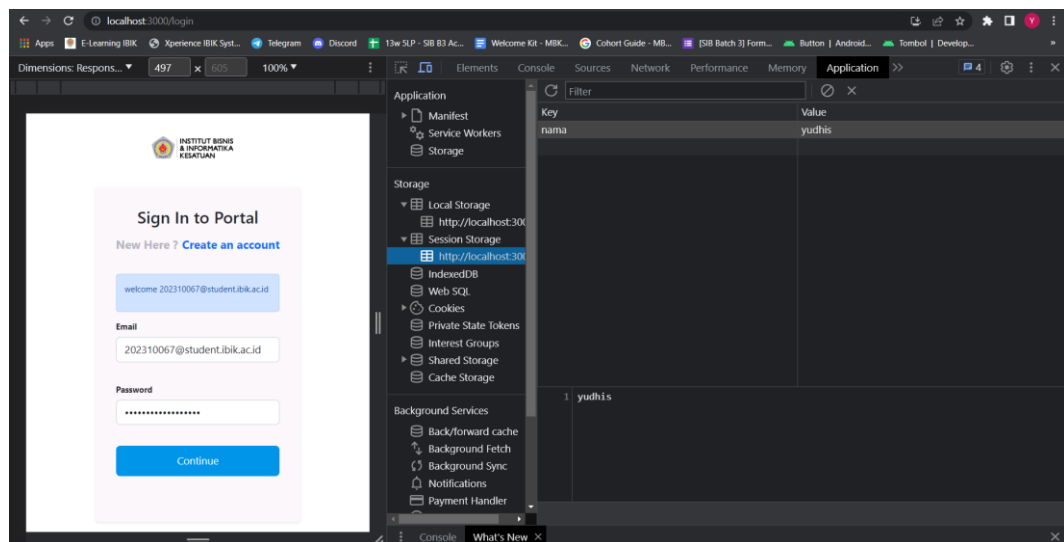 localhost:3000/login
Y
Apps E-Learning IBIK Xperience IBIK Syst... Telegram Discord 13w SLP - SIB B3 Ac... Welcome Kit - MBK... Cohort Guide - MB... [SIB Batch 3] Form... Button | Android... Tombol | Develop... »
Dimensions: Respons... ▼ 497 x 605 100% ▼
Elements Console Sources Network Performance Memory Application >> 4
INSTITUT BISNIS
& INFORMATIKA
KESATUAN
Sign In to Portal
New Here ? Create an account
welcome 202310067@student.ibik.ac.id
Email
202310067@student.ibik.ac.id
Password
••••••••••••••••••
Continue
Application
Manifest
Service Workers
Storage
Storage
Local Storage
http://localhost:300
Session Storage
http://localhost:300
IndexedDB
Web SQL
Cookies
Private State Tokens
Interest Groups
Shared Storage
Cache Storage
Background Services
Back/forward cache
Background Fetch
Background Sync
Notifications
Payment Handler
Filter
Key Value
nama yudhis
1 yudhis
Console What's New ×